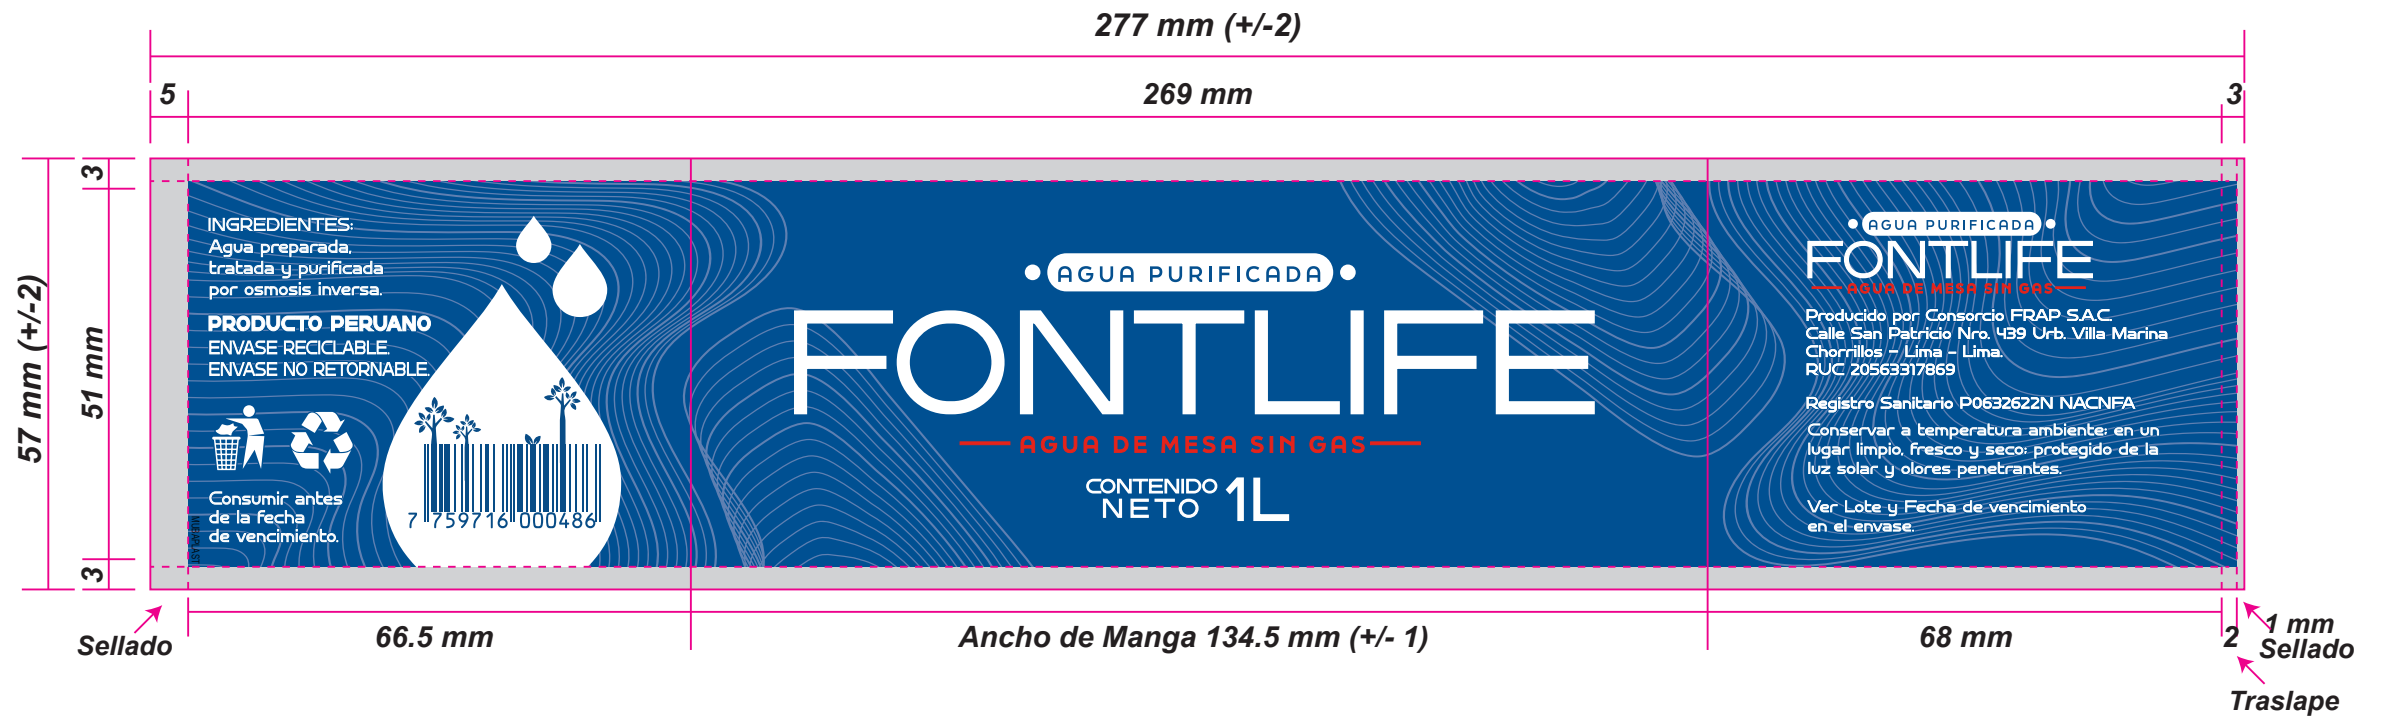 277 mm (+/-2)
5
269 mm
3
57 mm (+/-2)
3
51 mm
3
INGREDIENTES:
Agua preparada,
tratada y purificada
por osmosis inversa.
PRODUCTO PERUANO
ENVASE RECICLABLE.
ENVASE NO RETORNABLE.
Consumir antes
de la fecha
de vencimiento.
7 759716 000486
AGUA PURIFICADA
FONTLIFE
AGUA DE MESA SIN GAS
CONTENIDO
NETO 1L
AGUA PURIFICADA
FONTLIFE
AGUA DE MESA SIN GAS
Producido por Consorcio FRAP S.A.C.
Calle San Patricio Nro. 439 Urb. Villa Marina
Chorrillos - Lima - Lima.
RUC 20563317869
Registro Sanitario P0632622N NACNFA
Conservar a temperatura ambiente; en un
lugar limpio, fresco y seco; protegido de la
luz solar y olores penetrantes.
Ver Lote y Fecha de vencimiento
en el envase.
Sellado
66.5 mm
Ancho de Manga 134.5 mm (+/- 1)
68 mm
2
1 mm
Sellado
Traslape